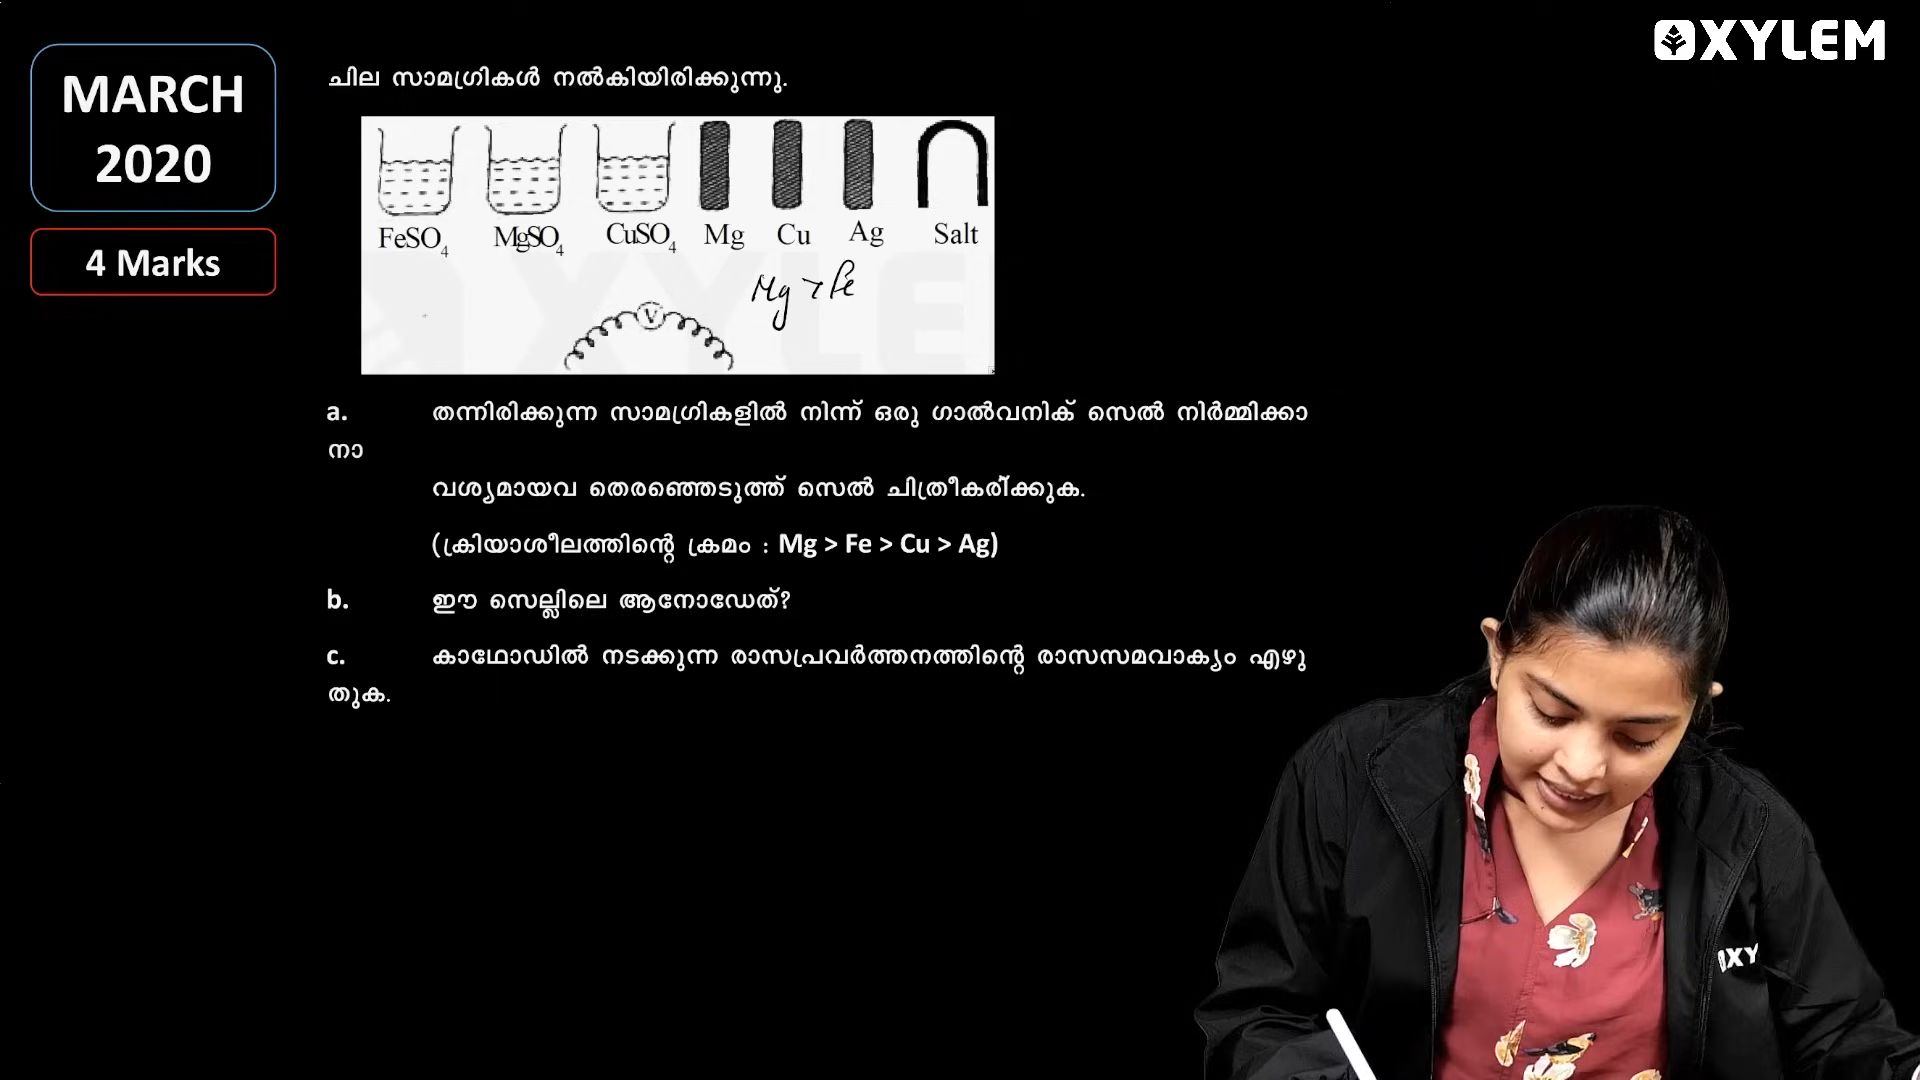 XYLEM
MARCH
2020
4 Marks
ചില സാമഗ്രികൾ നൽകിയിരിക്കുന്നു.
FeSO4 MgSO4 CuSO4 Mg Cu Ag Salt
Mg > Fe
V
a. തന്നിരിക്കുന്ന സാമഗ്രികളിൽ നിന്ന് ഒരു ഗാൽവനിക് സെൽ നിർമ്മിക്കാ
നാ
വശ്യമായവ തെരഞ്ഞെടുത്ത് സെൽ ചിത്രീകരിക്കുക.
(ക്രിയാശീലത്തിന്റെ ക്രമം : Mg > Fe > Cu > Ag)
b. ഈ സെല്ലിലെ ആനോഡേത്?
c. കാഥോഡിൽ നടക്കുന്ന രാസപ്രവർത്തനത്തിന്റെ രാസസമവാക്യം എഴു
തുക.
XY